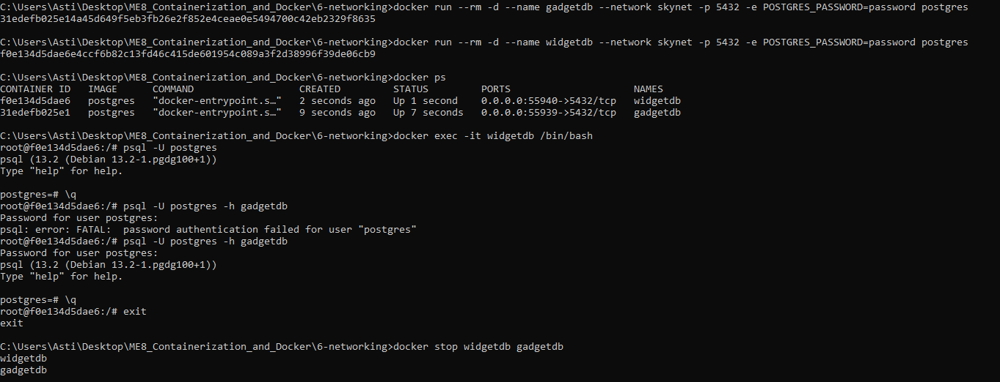 C:\Users\Asti\Desktop\ME8_Containerization_and_Docker\6-networking>docker run --rm -d --name gadgetdb --network skynet -p 5432 -e POSTGRES_PASSWORD=password postgres
31edefb025e14a45d649f5eb3fb26e2f852e4ceae0e5494700c42eb2329f8635
C:\Users\Asti\Desktop\ME8_Containerization_and_Docker\6-networking>docker run --rm -d --name widgetdb --network skynet -p 5432 -e POSTGRES_PASSWORD=password postgres
f0e134d5dae6e4ccf6b82c13fd46c415de601954c089a3f2d38996f39de06cb9
C:\Users\Asti\Desktop\ME8_Containerization_and_Docker\6-networking>docker ps
CONTAINER ID   IMAGE      COMMAND                  CREATED         STATUS         PORTS                     NAMES
f0e134d5dae6   postgres   "docker-entrypoint.s…"   2 seconds ago   Up 1 second    0.0.0.0:55940->5432/tcp   widgetdb
31edefb025e1   postgres   "docker-entrypoint.s…"   9 seconds ago   Up 7 seconds   0.0.0.0:55939->5432/tcp   gadgetdb
C:\Users\Asti\Desktop\ME8_Containerization_and_Docker\6-networking>docker exec -it widgetdb /bin/bash
root@f0e134d5dae6:/# psql -U postgres
psql (13.2 (Debian 13.2-1.pgdg100+1))
Type "help" for help.
postgres=# \q
root@f0e134d5dae6:/# psql -U postgres -h gadgetdb
Password for user postgres:
psql: error: FATAL:  password authentication failed for user "postgres"
root@f0e134d5dae6:/# psql -U postgres -h gadgetdb
Password for user postgres:
psql (13.2 (Debian 13.2-1.pgdg100+1))
Type "help" for help.
postgres=# \q
root@f0e134d5dae6:/# exit
exit
C:\Users\Asti\Desktop\ME8_Containerization_and_Docker\6-networking>docker stop widgetdb gadgetdb
widgetdb
gadgetdb